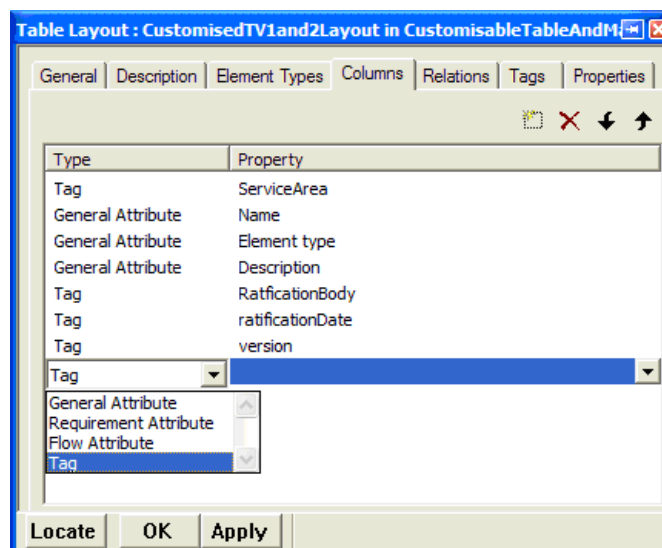 Table Layout : CustomisedTV1and2Layout in CustomisableTableAndM
General Description Element Types Columns Relations Tags Properties
Type Property
Tag ServiceArea
General Attribute Name
General Attribute Element type
General Attribute Description
Tag RatficationBody
Tag ratificationDate
Tag version
Tag
General Attribute
Requirement Attribute
Flow Attribute
Tag
Locate OK Apply